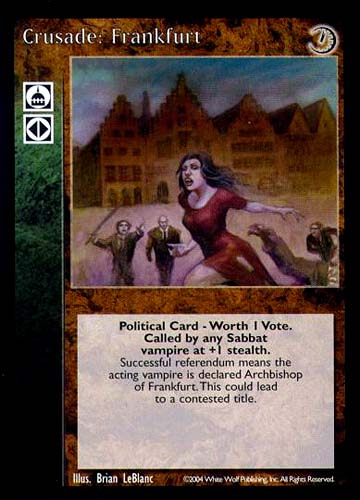 Crusade: Frankfurt
Political Card - Worth 1 Vote.
Called by any Sabbat
vampire at +1 stealth.
Successful referendum means the
acting vampire is declared Archbishop
of Frankfurt. This could lead
to a contested title.
Illus. Brian LeBlanc
©2004 White Wolf Publishing, Inc. All Rights Reserved.